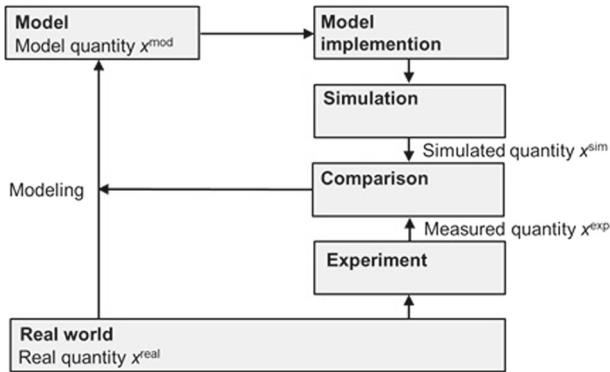 Model
Model quantity x^mod
Model
implemention
Simulation
Simulated quantity x^sim
Comparison
Modeling
Measured quantity x^exp
Experiment
Real world
Real quantity x^real